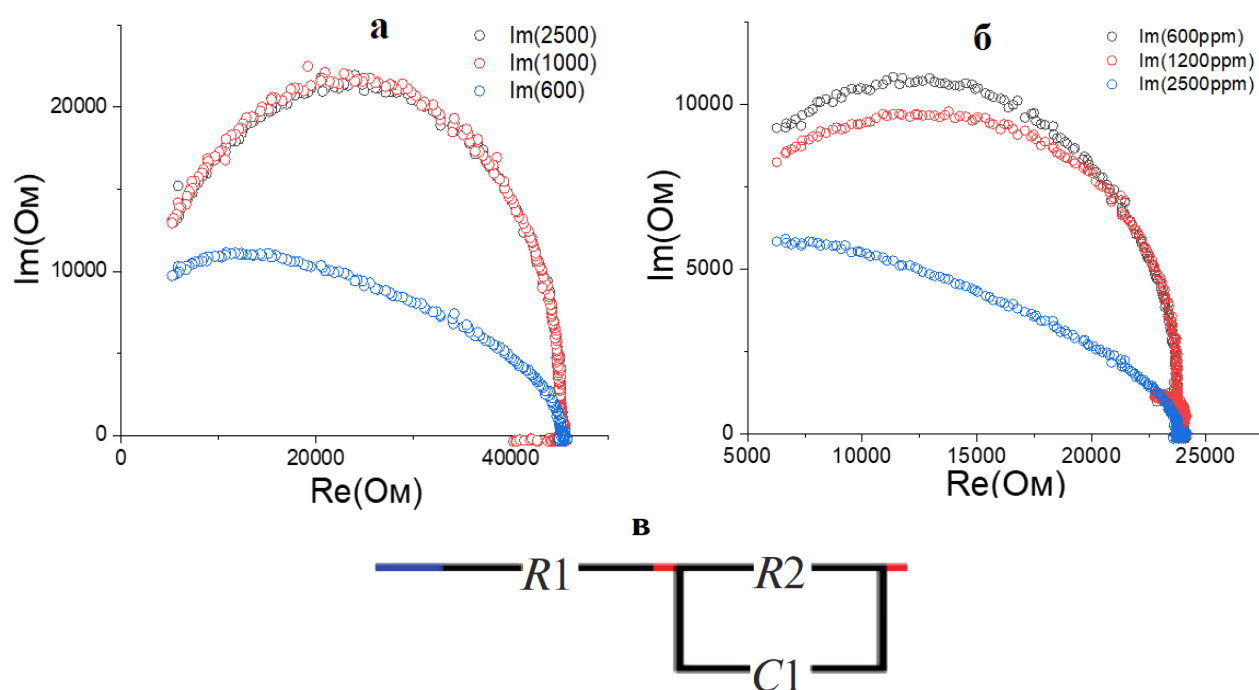 а
Im(2500)
Im(1000)
Im(600)
20000
10000
0
Im(Ом)
0
20000
40000
Re(Ом)
б
Im(600ppm)
Im(1200ppm)
Im(2500ppm)
10000
5000
0
Im(Ом)
5000
10000
15000
20000
25000
Re(Ом)
в
R1
R2
C1